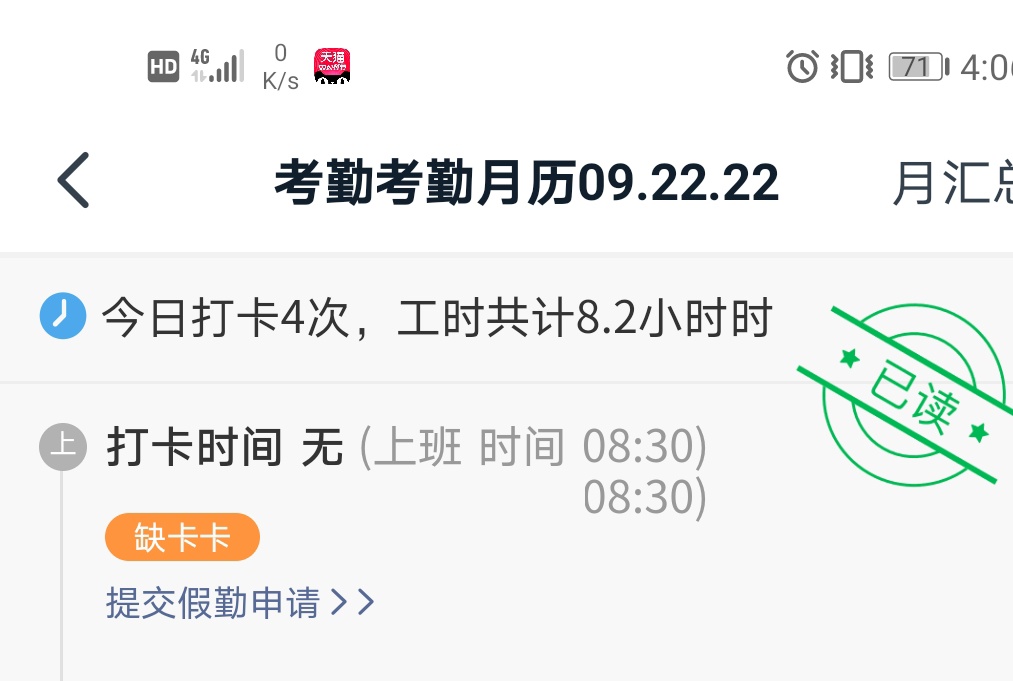 HD 4G 0 K/s 天猫 71 4:0
考勤考勤月历09.22.22 月汇总
今日打卡4次，工时共计8.2小时时
已读
上 打卡时间 无 (上班 时间 08:30)
08:30)
缺卡卡
提交假勤申请>>